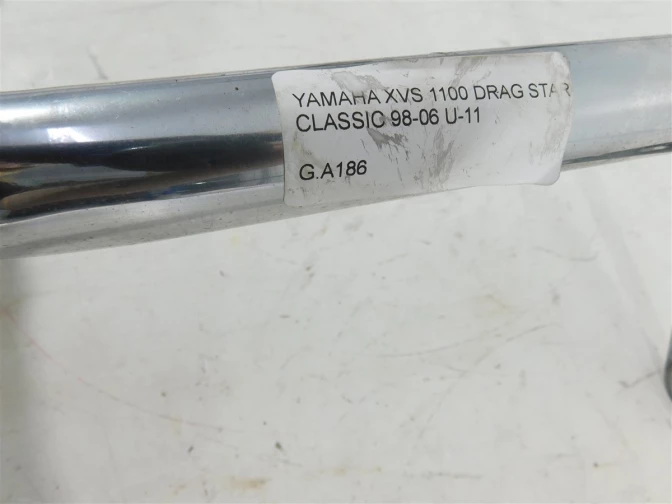 YAMAHA XVS 1100 DRAG STAR
CLASSIC 98-06 U-11
G.A186